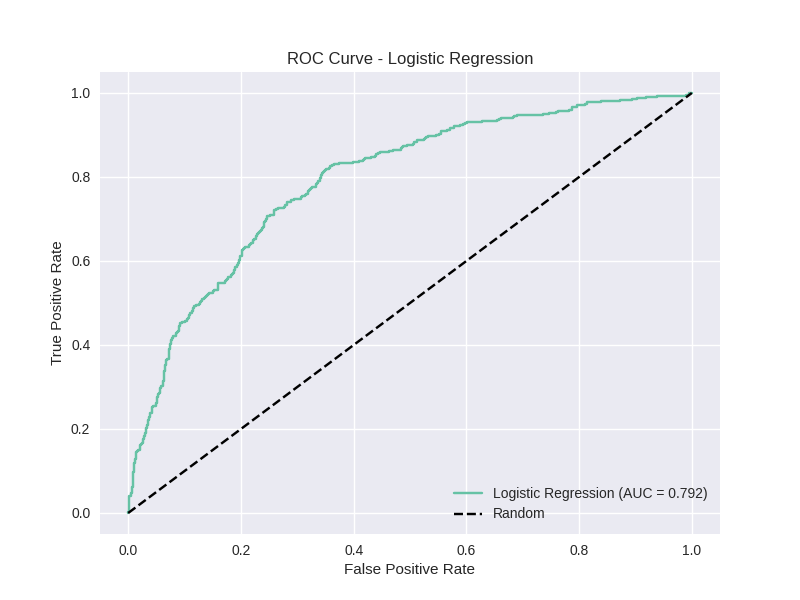 ROC Curve - Logistic Regression
1.0
0.8
0.6
0.4
0.2
0.0
True Positive Rate
Logistic Regression (AUC = 0.792)
Random
0.0 0.2 0.4 0.6 0.8 1.0
False Positive Rate